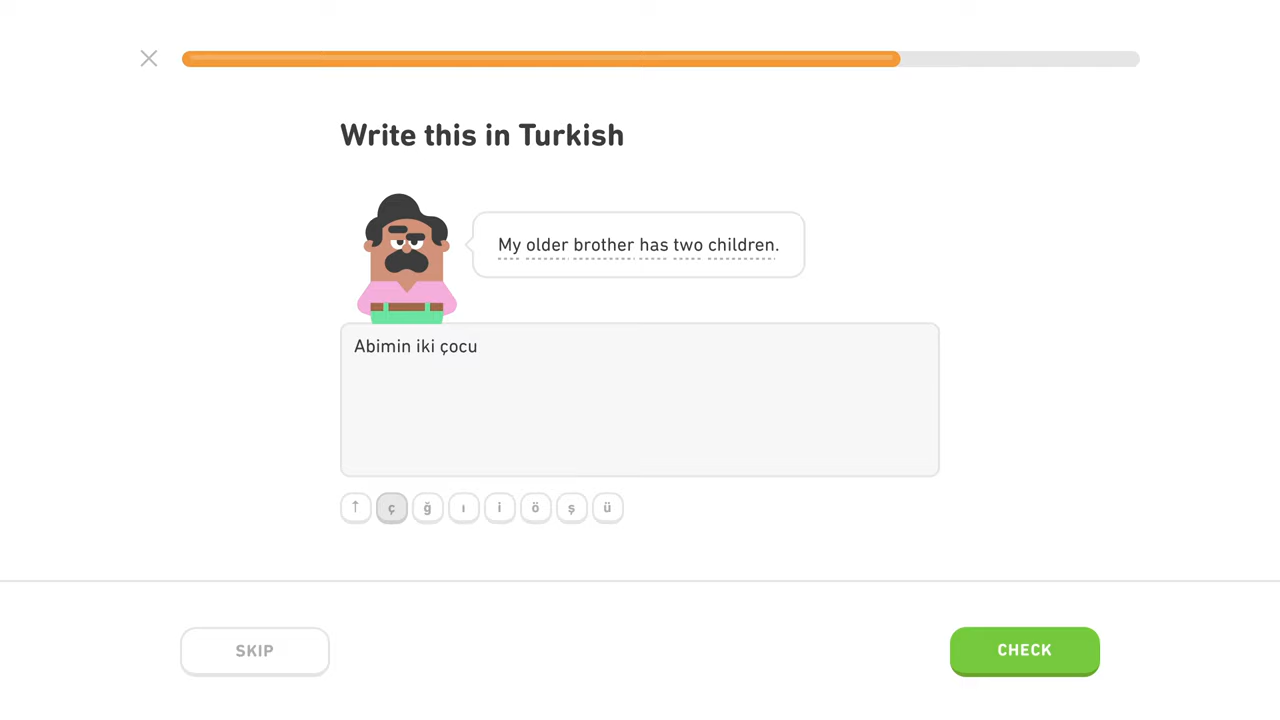 Write this in Turkish
My older brother has two children.
Abimin iki çocu
↑ ç ğ ı i ö ş ü
SKIP
CHECK